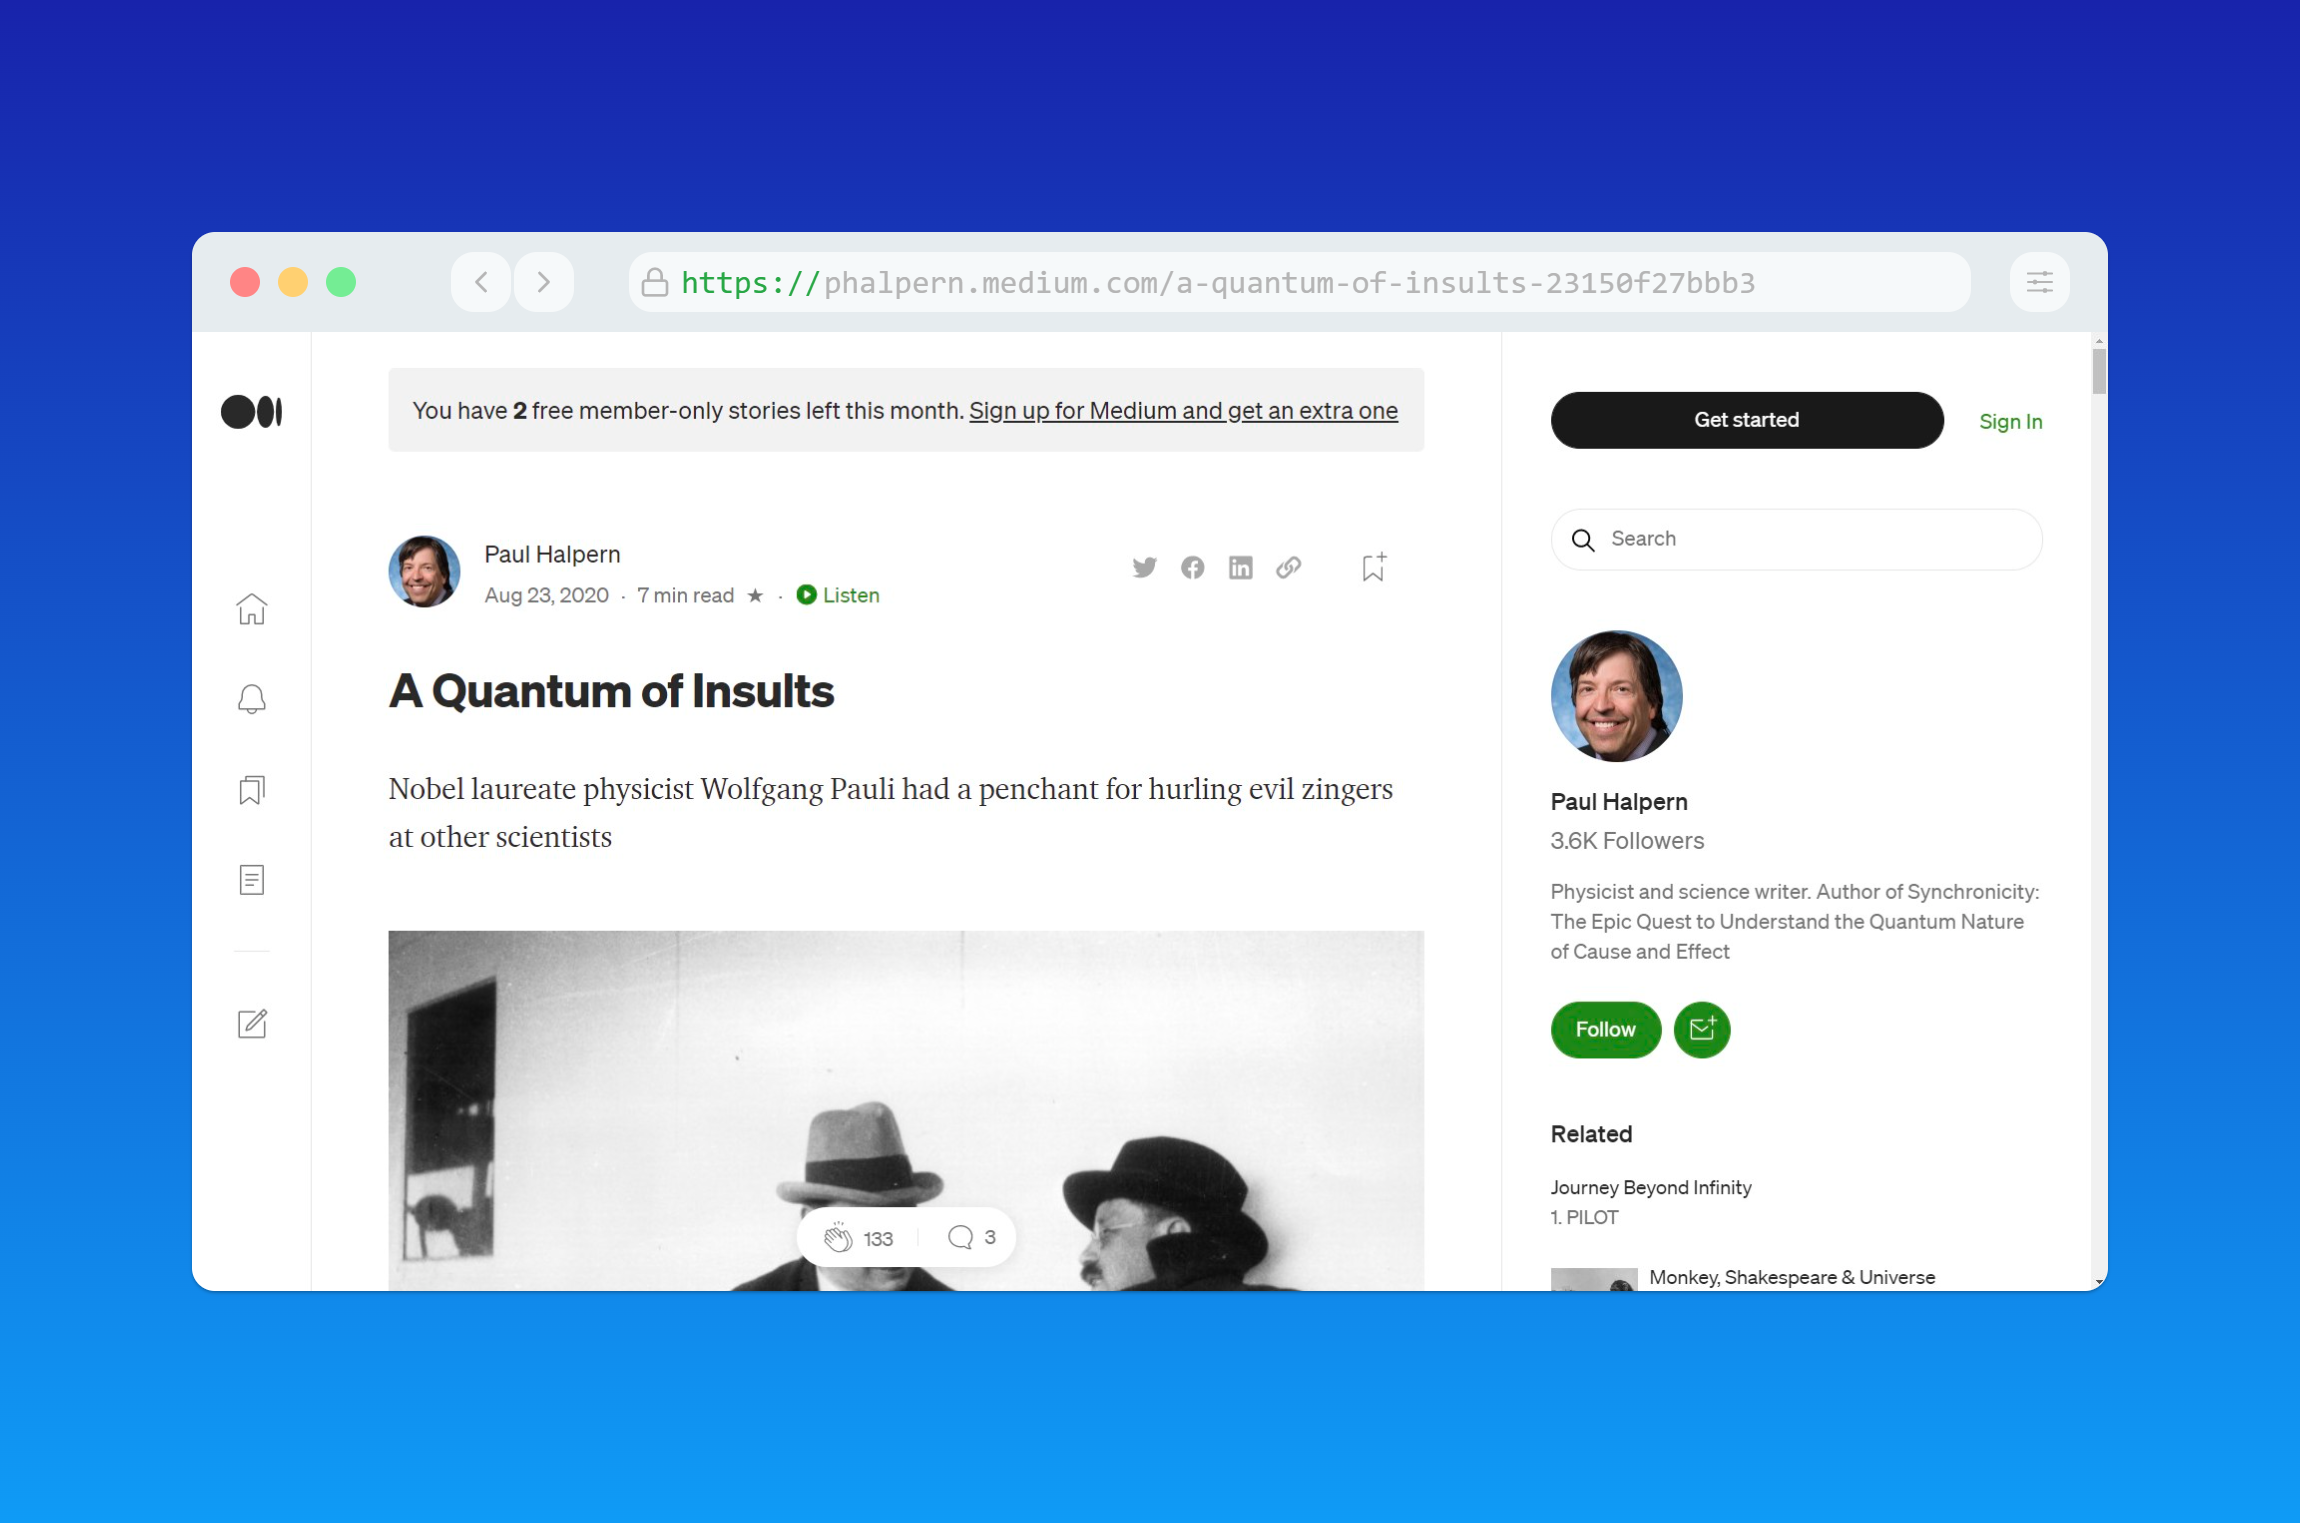 https://phalpern.medium.com/a-quantum-of-insults-23150f27bbb3
You have 2 free member-only stories left this month. Sign up for Medium and get an extra one
Paul Halpern
Aug 23, 2020 · 7 min read ★ · Listen
A Quantum of Insults
Nobel laureate physicist Wolfgang Pauli had a penchant for hurling evil zingers
at other scientists
133
3
Get started
Sign In
Search
Paul Halpern
3.6K Followers
Physicist and science writer. Author of Synchronicity:
The Epic Quest to Understand the Quantum Nature
of Cause and Effect
Follow
Related
Journey Beyond Infinity
1. PILOT
Monkey, Shakespeare & Universe